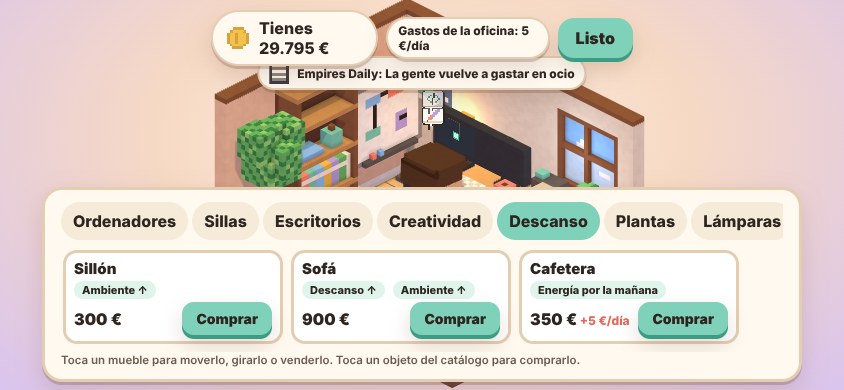 Tienes
29.795 €
Gastos de la oficina: 5
€/día
Listo
Empires Daily: La gente vuelve a gastar en ocio
Ordenadores
Sillas
Escritorios
Creatividad
Descanso
Plantas
Lámparas
Sillón
Ambiente ↑
300 €
Comprar
Sofá
Descanso ↑
Ambiente ↑
900 €
Comprar
Cafetera
Energía por la mañana
350 € +5 €/día
Comprar
Toca un mueble para moverlo, girarlo o venderlo. Toca un objeto del catálogo para comprarlo.